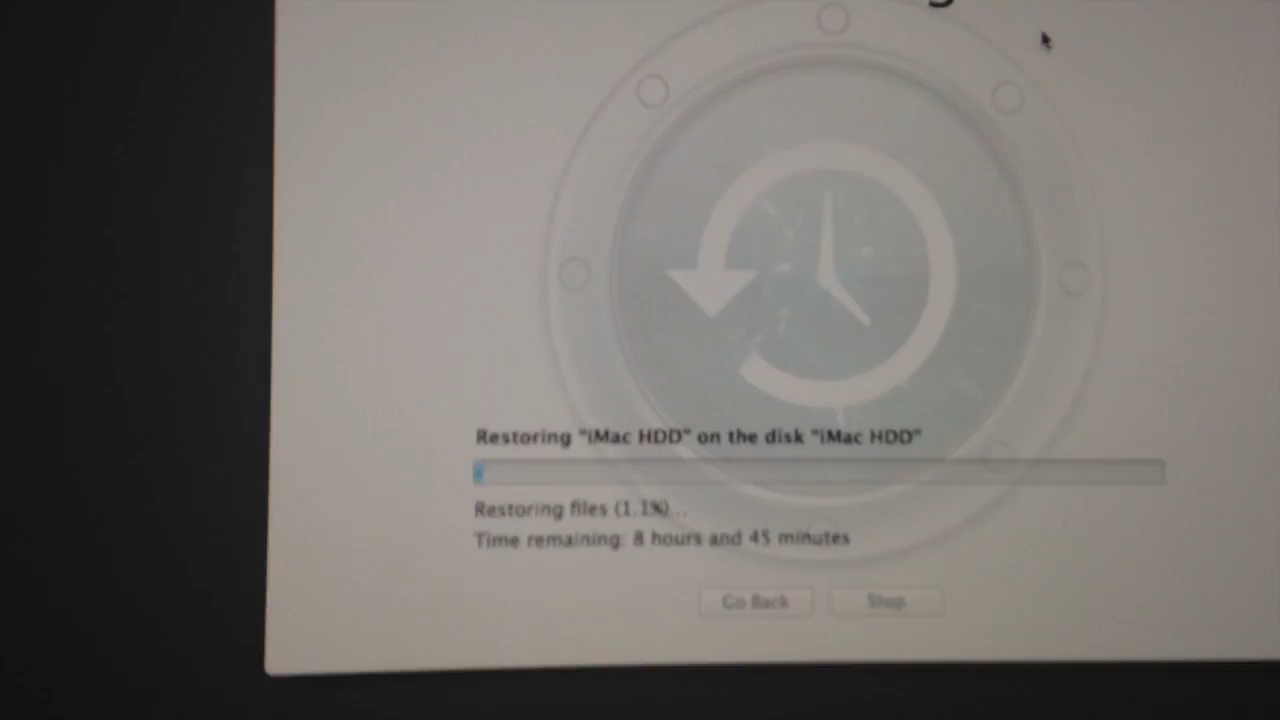 Restoring "iMac HDD" on the disk "iMac HDD"
Restoring files (1.1%)...
Time remaining: 8 hours and 45 minutes
Go Back
Stop